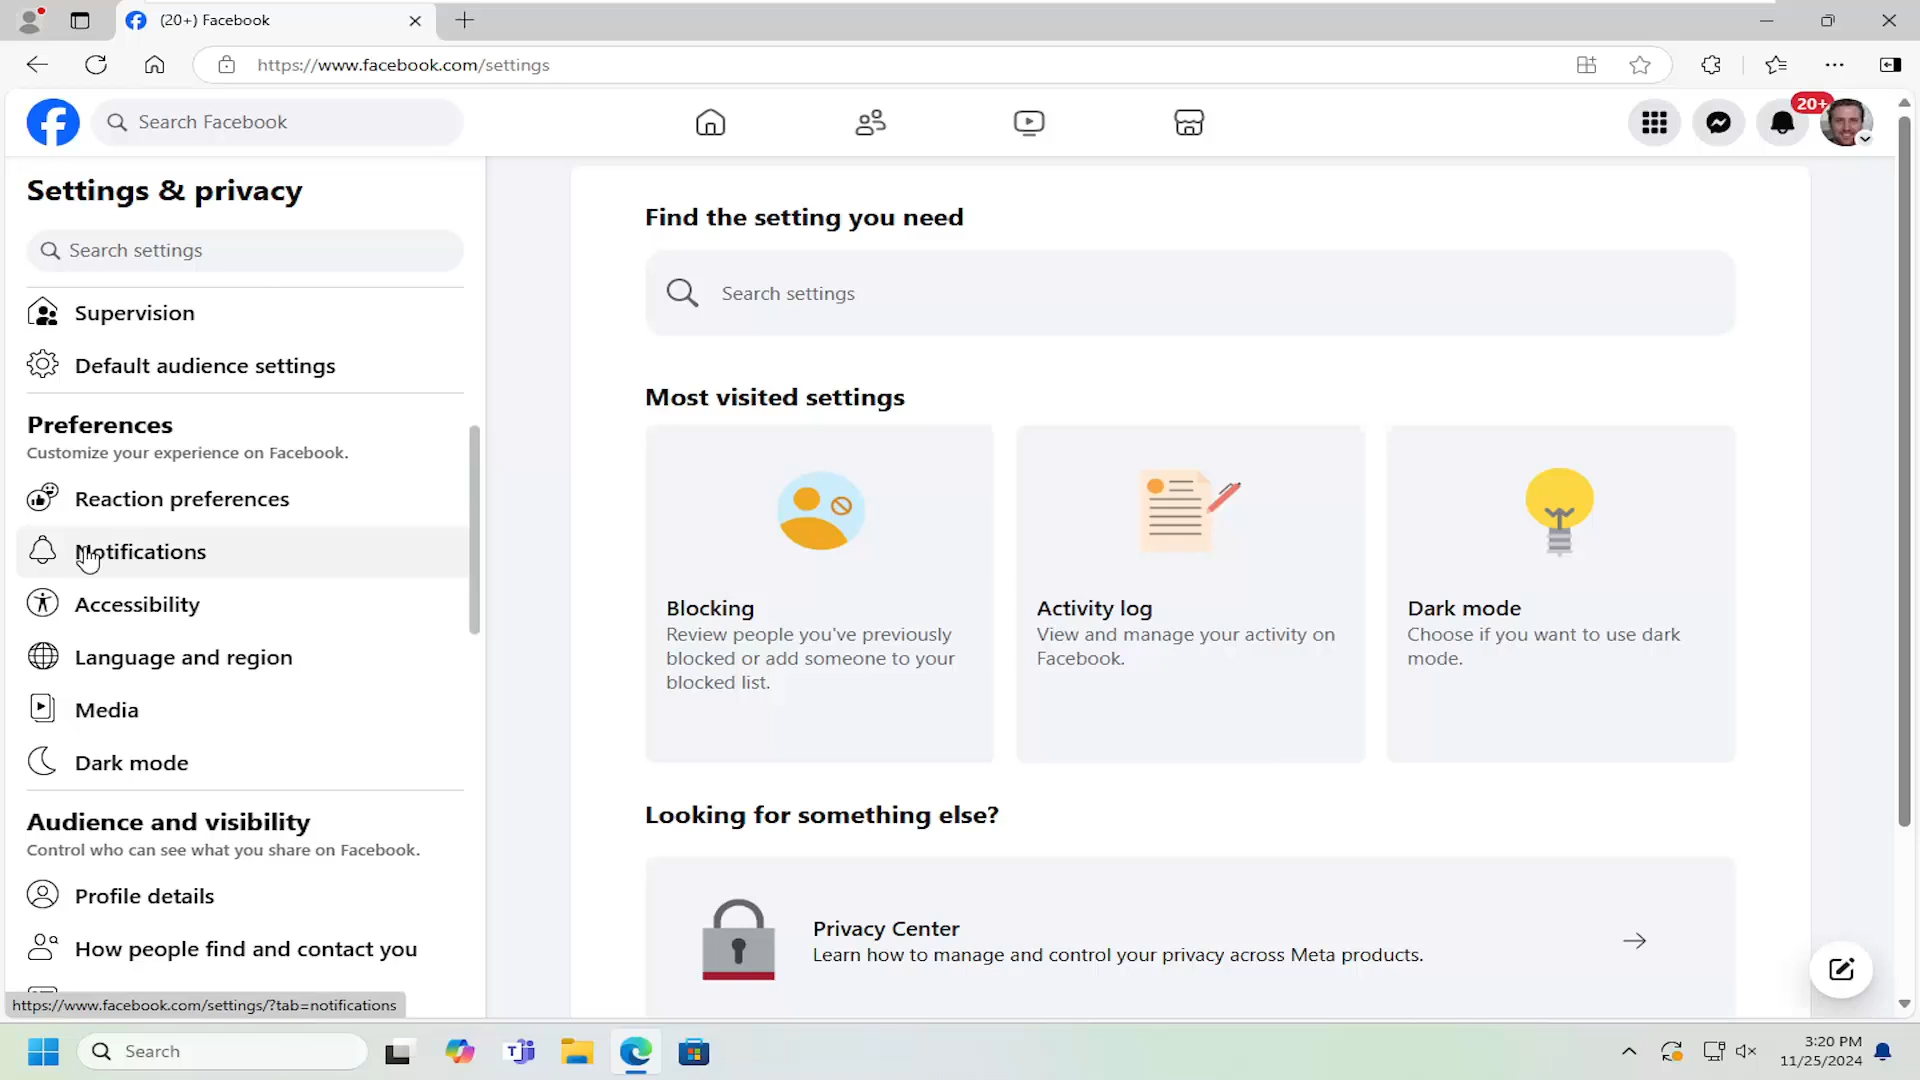 (20+) Facebook
https://www.facebook.com/settings
Search Facebook
20+
Settings & privacy
Search settings
Supervision
Default audience settings
Preferences
Customize your experience on Facebook.
Reaction preferences
Notifications
Accessibility
Language and region
Media
Dark mode
Audience and visibility
Control who can see what you share on Facebook.
Profile details
How people find and contact you
https://www.facebook.com/settings/?tab=notifications
Find the setting you need
Search settings
Most visited settings
Blocking
Review people you've previously
blocked or add someone to your
blocked list.
Activity log
View and manage your activity on
Facebook.
Dark mode
Choose if you want to use dark
mode.
Looking for something else?
Privacy Center
Learn how to manage and control your privacy across Meta products.
Search
3:20 PM
11/25/2024